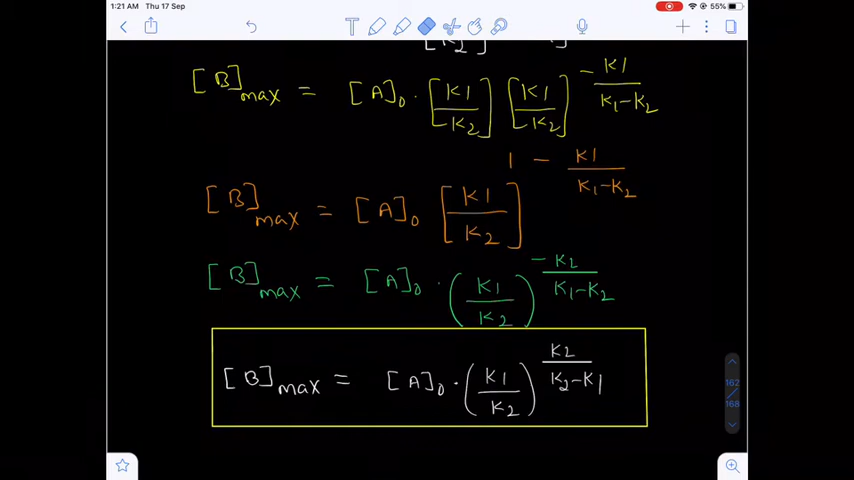 1:21 AM Thu 17 Sep 55%
[K2]
[B]max = [A]0 . [K1/K2] [K1/K2]^(-K1/(K1-K2))
[B]max = [A]0 [K1/K2]^(1 - K1/(K1-K2))
[B]max = [A]0 . (K1/K2)^(-K2/(K1-K2))
[B]max = [A]0 . (K1/K2)^(K2/(K2-K1))
162
/
168